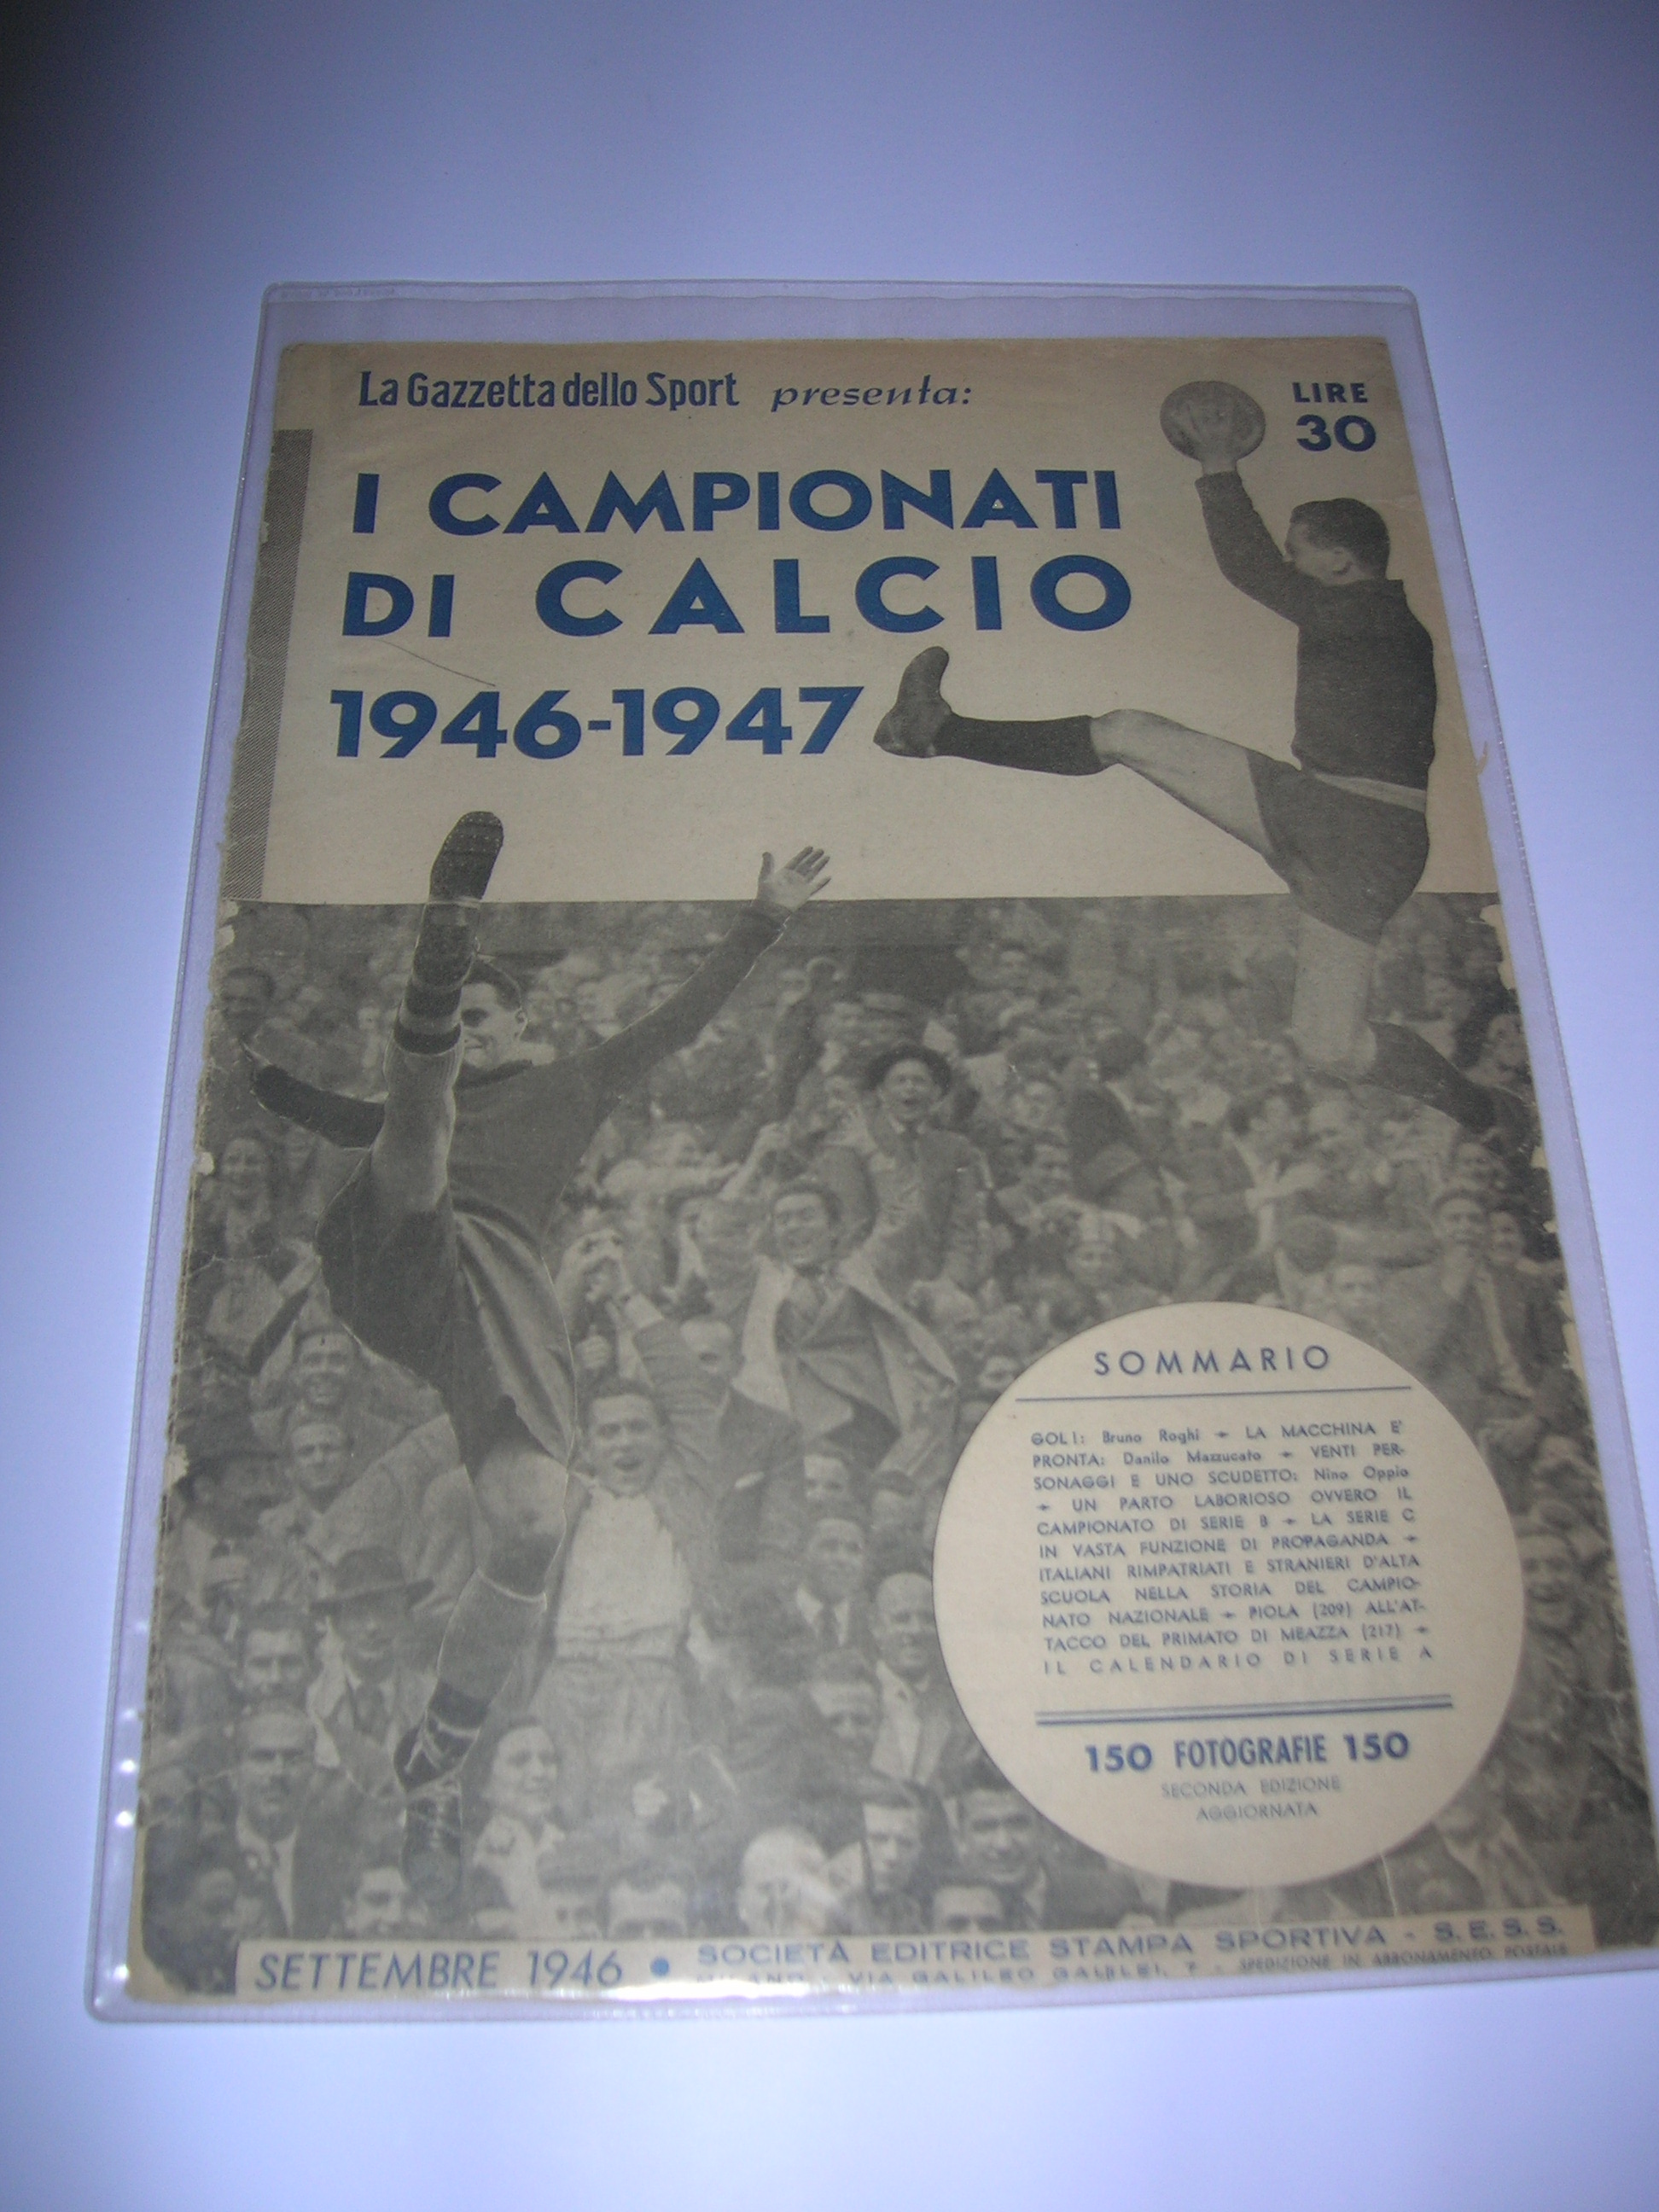 La Gazzetta dello Sport presenta:
LIRE
30
I CAMPIONATI
DI CALCIO
1946-1947
SOMMARIO
GOL!: Bruno Roghi - LA MACCHINA E'
PRONTA: Danilo Mazzucato - VENTI PER-
SONAGGI E UNO SCUDETTO: Nino Oppio
- UN PARTO LABORIOSO OVVERO IL
CAMPIONATO DI SERIE B - LA SERIE C
IN VASTA FUNZIONE DI PROPAGANDA -
ITALIANI RIMPATRIATI E STRANIERI D'ALTA
SCUOLA NELLA STORIA DEL CAMPIO-
NATO NAZIONALE - PIOLA (209) ALL'AT-
TACCO DEL PRIMATO DI MEAZZA (217) -
IL CALENDARIO DI SERIE A
150 FOTOGRAFIE 150
SECONDA EDIZIONE
AGGIORNATA
SETTEMBRE 1946 • SOCIETÀ EDITRICE STAMPA SPORTIVA - S.E.S.S.
MILANO - VIA GALILEO GALILEI, 7 - SPEDIZIONE IN ABBONAMENTO POSTALE